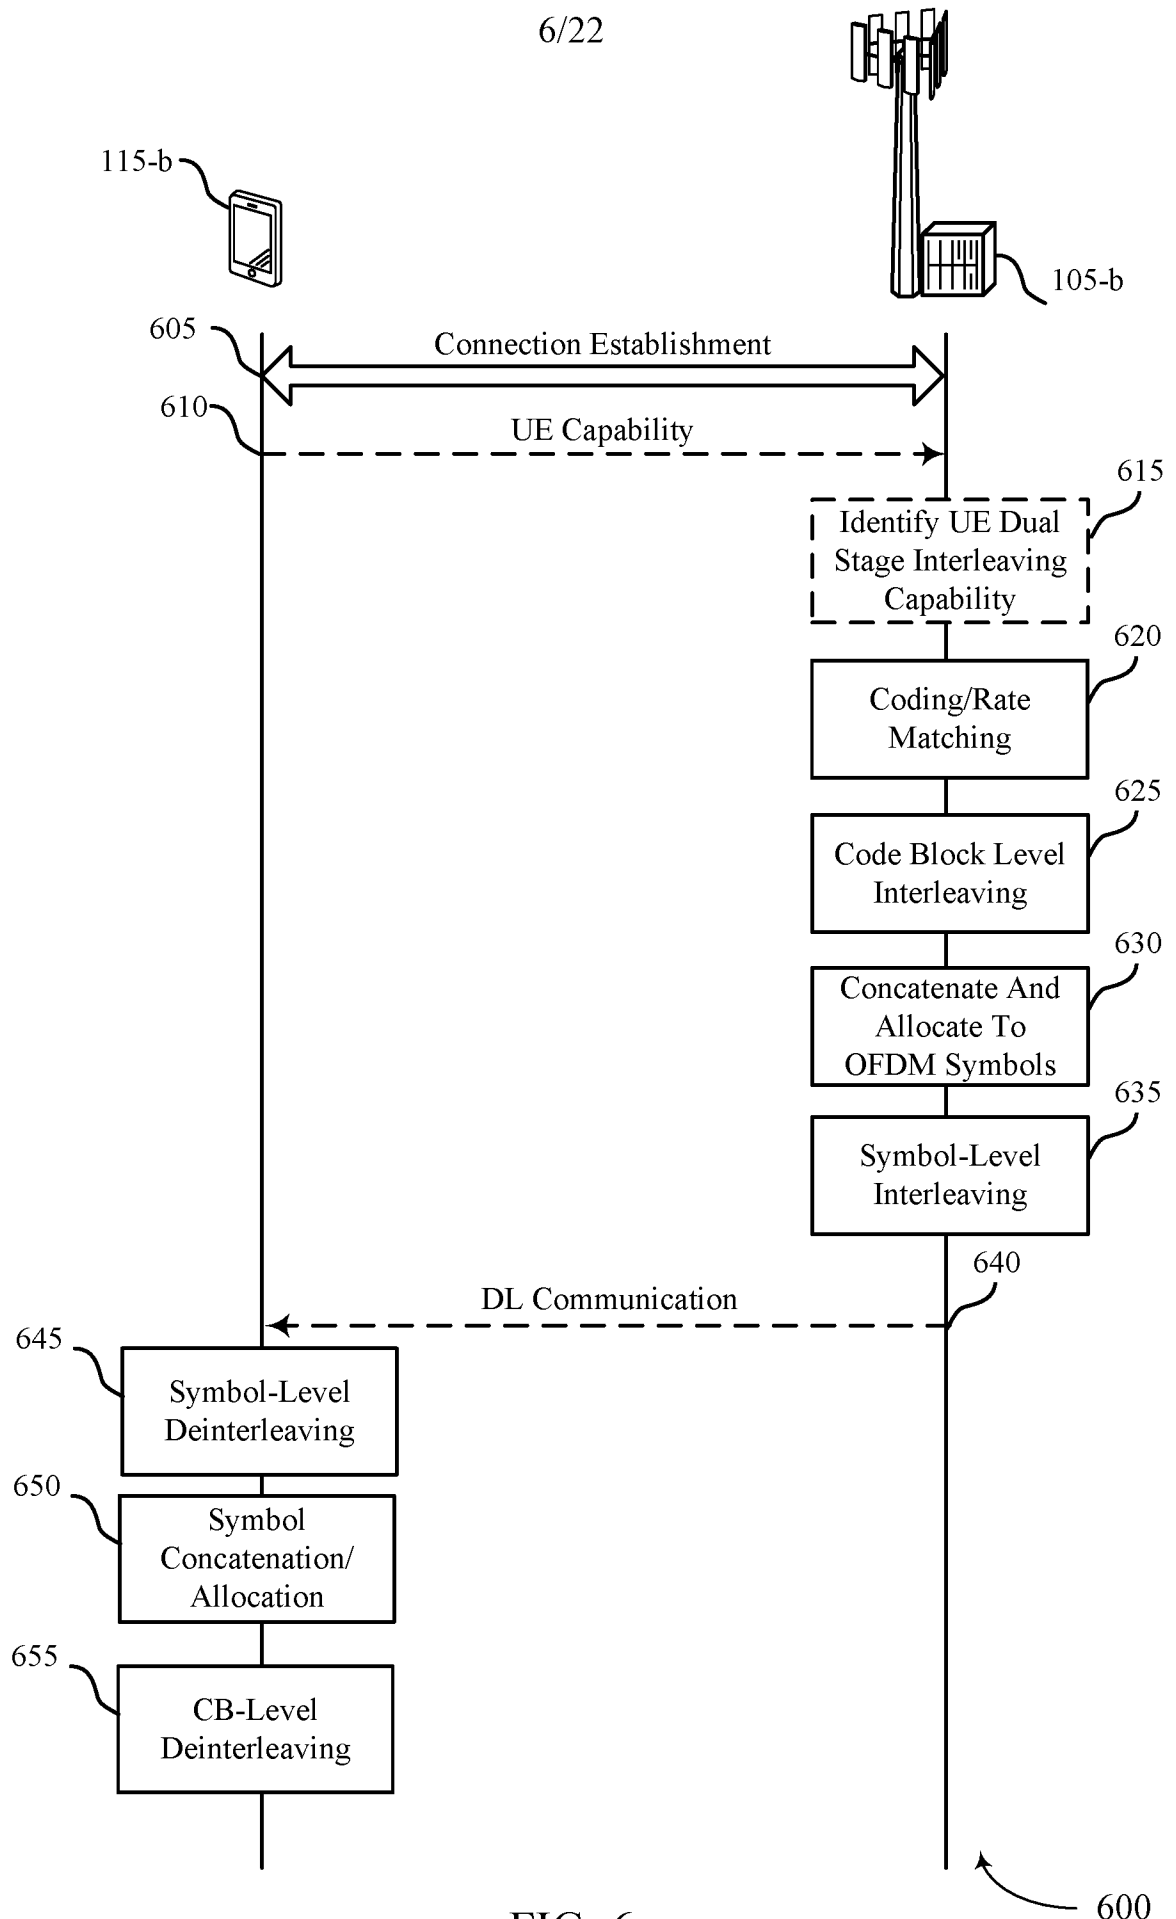 6/22
115-b
105-b
605
Connection Establishment
610
UE Capability
615
Identify UE Dual
Stage Interleaving
Capability
620
Coding/Rate
Matching
625
Code Block Level
Interleaving
630
Concatenate And
Allocate To
OFDM Symbols
635
Symbol-Level
Interleaving
640
DL Communication
645
Symbol-Level
Deinterleaving
650
Symbol
Concatenation/
Allocation
655
CB-Level
Deinterleaving
600
FIG. 6